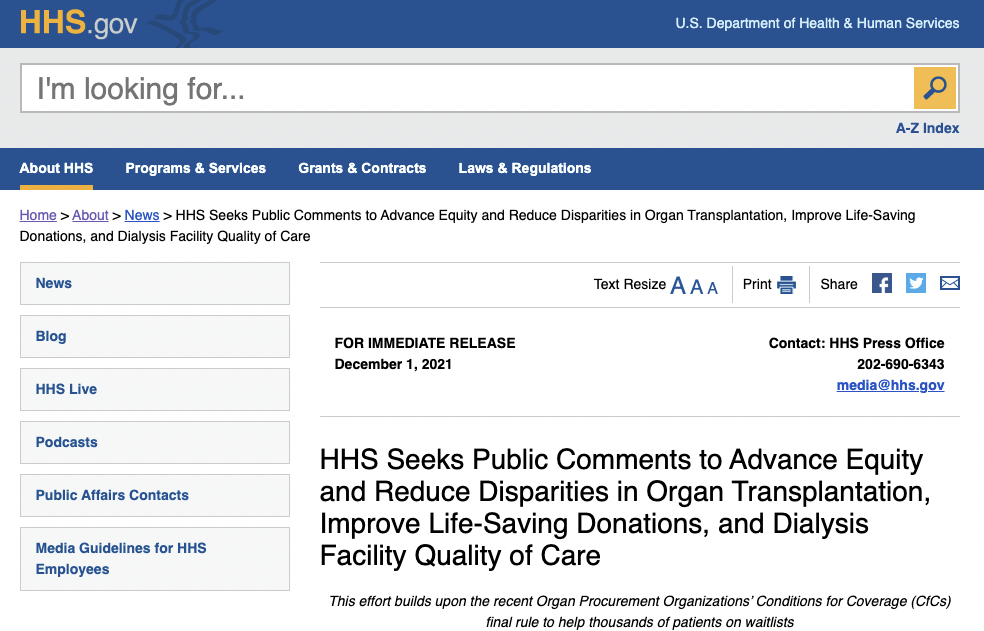 HHS.gov
U.S. Department of Health & Human Services
I'm looking for...
A-Z Index
About HHS Programs & Services Grants & Contracts Laws & Regulations
Home > About > News > HHS Seeks Public Comments to Advance Equity and Reduce Disparities in Organ Transplantation, Improve Life-Saving
Donations, and Dialysis Facility Quality of Care
News
Blog
HHS Live
Podcasts
Public Affairs Contacts
Media Guidelines for HHS
Employees
Text Resize A A A Print Share
FOR IMMEDIATE RELEASE
December 1, 2021
Contact: HHS Press Office
202-690-6343
media@hhs.gov
HHS Seeks Public Comments to Advance Equity
and Reduce Disparities in Organ Transplantation,
Improve Life-Saving Donations, and Dialysis
Facility Quality of Care
This effort builds upon the recent Organ Procurement Organizations' Conditions for Coverage (CfCs)
final rule to help thousands of patients on waitlists